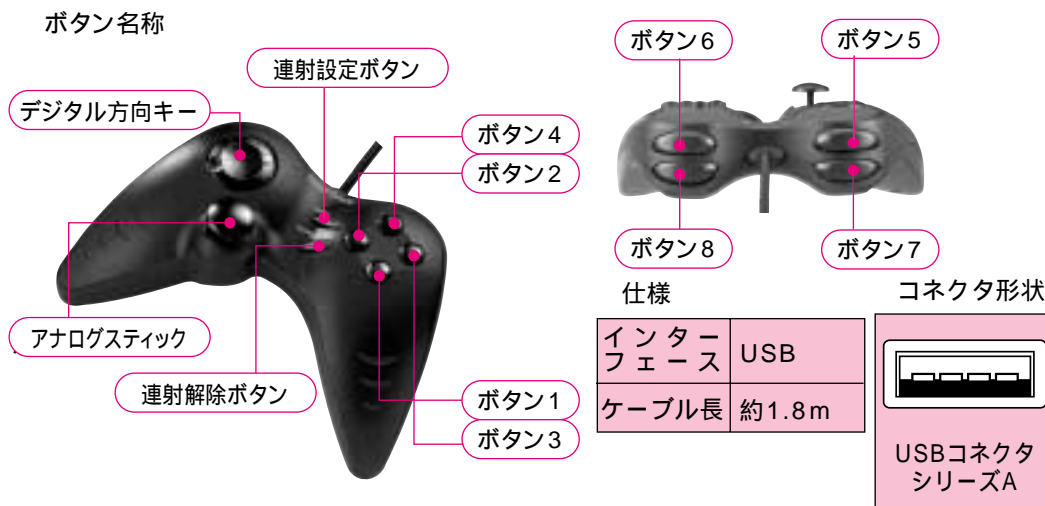 ボタン名称
連射設定ボタン
デジタル方向キー
ボタン4
ボタン2
アナログスティック
連射解除ボタン
ボタン1
ボタン3
ボタン6
ボタン5
ボタン8
ボタン7
仕様
インター
フェース
USB
ケーブル長
約1.8m
コネクタ形状
USBコネクタ
シリーズA